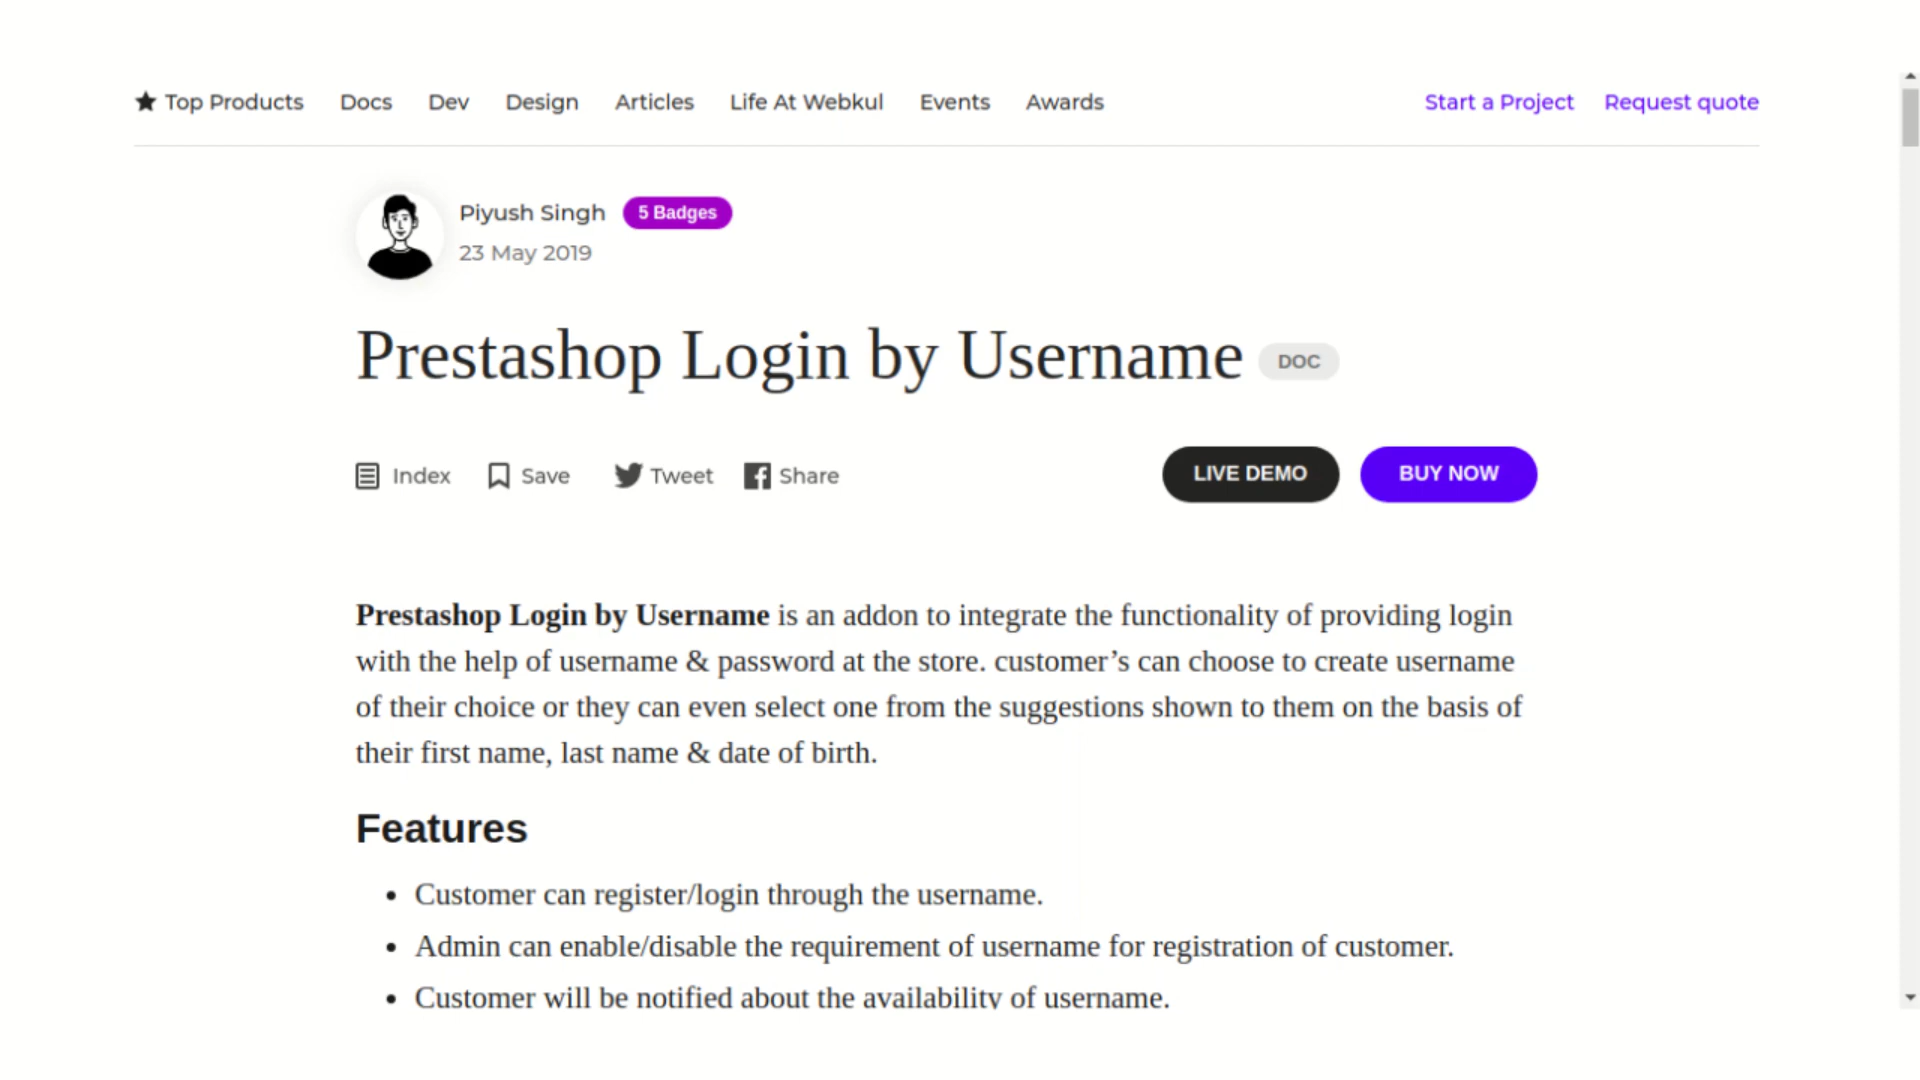 Top Products Docs Dev Design Articles Life At Webkul Events Awards Start a Project Request quote
Piyush Singh 5 Badges
23 May 2019
Prestashop Login by Username DOC
Index Save Tweet Share LIVE DEMO BUY NOW
Prestashop Login by Username is an addon to integrate the functionality of providing login
with the help of username & password at the store. customer’s can choose to create username
of their choice or they can even select one from the suggestions shown to them on the basis of
their first name, last name & date of birth.
Features
• Customer can register/login through the username.
• Admin can enable/disable the requirement of username for registration of customer.
• Customer will be notified about the availability of username.